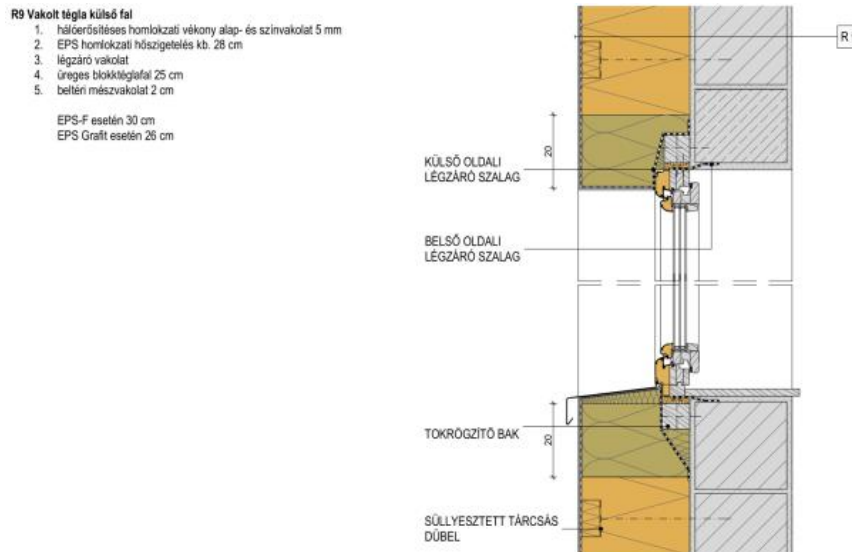 R9 Vakolt tégla külső fal
1. hálóerősítéses homlokzati vékony alap- és színvakolat 5 mm
2. EPS homlokzati hőszigetelés kb. 28 cm
3. légzáró vakolat
4. üreges blokktéglafal 25 cm
5. beltéri mészvakolat 2 cm
EPS-F esetén 30 cm
EPS Grafit esetén 26 cm
R
20
KÜLSŐ OLDALI
LÉGZÁRÓ SZALAG
BELSŐ OLDALI
LÉGZÁRÓ SZALAG
TOKRÖGZÍTŐ BAK
20
SÜLLYESZTETT TÁRCSÁS
DÜBEL